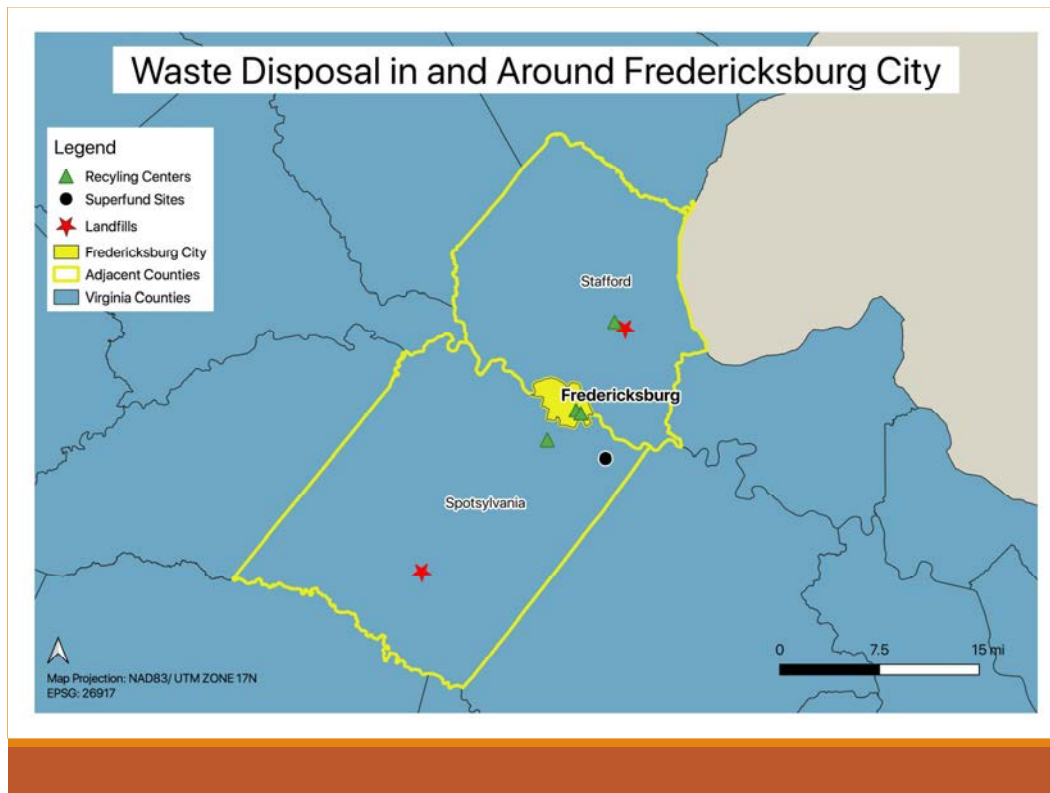 Waste Disposal in and Around Fredericksburg City
Legend
Recyling Centers
Superfund Sites
Landfills
Fredericksburg City
Adjacent Counties
Virginia Counties
Stafford
Fredericksburg
Spotsylvania
Map Projection: NAD83/ UTM ZONE 17N
EPSG: 26917
0 7.5 15 mi